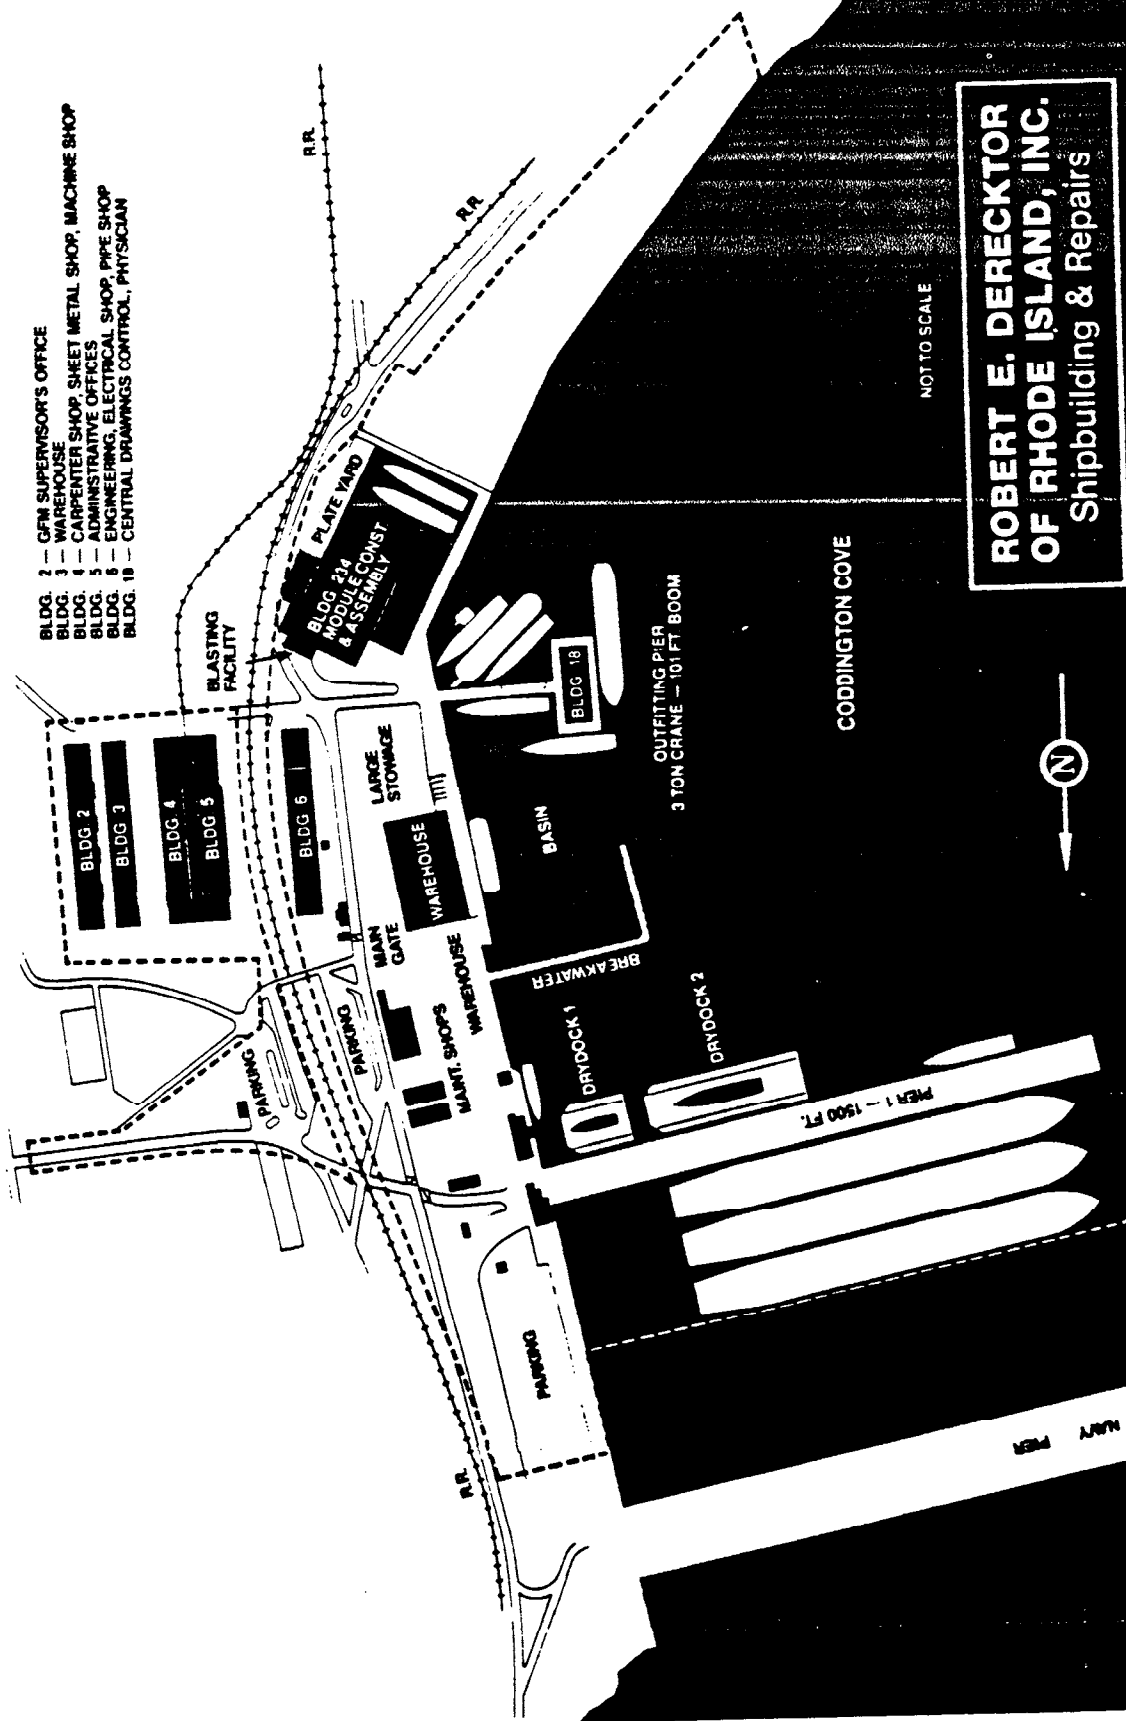 BLDG. 2 — GFM SUPERVISOR'S OFFICE
BLDG. 3 — WAREHOUSE
BLDG. 4 — CARPENTER SHOP, SHEET METAL SHOP, MACHINE SHOP
BLDG. 5 — ADMINISTRATIVE OFFICES
BLDG. 6 — ENGINEERING, ELECTRICAL SHOP, PIPE SHOP
BLDG. 18 — CENTRAL DRAWINGS CONTROL, PHYSICIAN
R.R.
R.R.
BLDG. 2
BLDG. 3
BLDG. 4
BLDG. 5
BLDG. 6
BLASTING
FACILITY
PLATE YARD
BLDG. 234
MODULE CONST.
& ASSEMBLY
PARKING
PARKING
MAIN
GATE
LARGE
STOWAGE
WAREHOUSE
MAINT. SHOPS
WAREHOUSE
R.R.
PARKING
BREAKWATER
BASIN
BLDG 18
DRYDOCK 1
DRYDOCK 2
OUTFITTING PIER
3 TON CRANE — 101 FT BOOM
PIER 1 — 1500 FT.
NAVY
PIER
CODDINGTON COVE
NOT TO SCALE
N
ROBERT E. DERECKTOR
OF RHODE ISLAND, INC.
Shipbuilding & Repairs